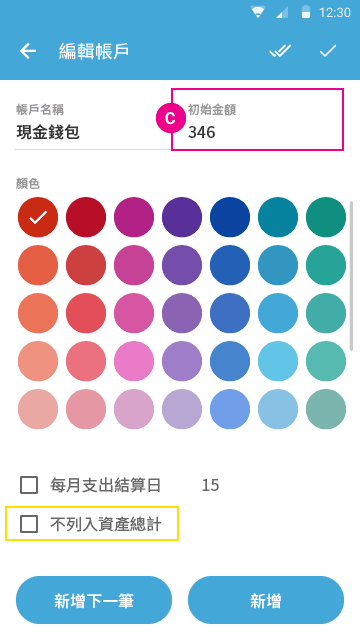 12:30
編輯帳戶
帳戶名稱
現金錢包
C
初始金額
346
顏色
每月支出結算日 15
不列入資產總計
新增下一筆
新增